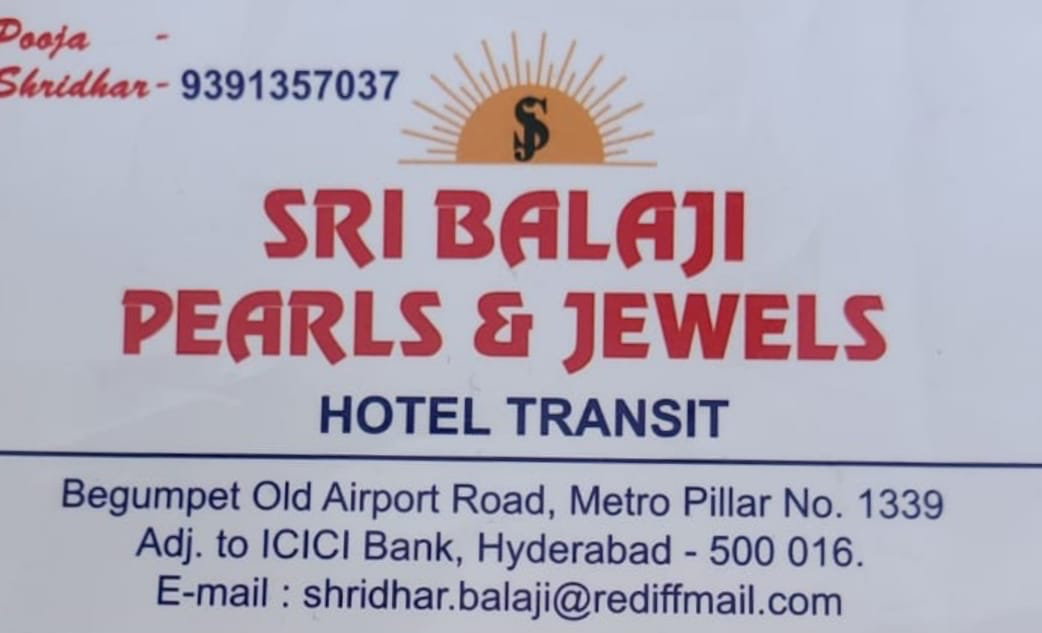 Pooja -
Shridhar - 9391357037
SJ
SRI BALAJI
PEARLS & JEWELS
HOTEL TRANSIT
Begumpet Old Airport Road, Metro Pillar No. 1339
Adj. to ICICI Bank, Hyderabad - 500 016.
E-mail : shridhar.balaji@rediffmail.com